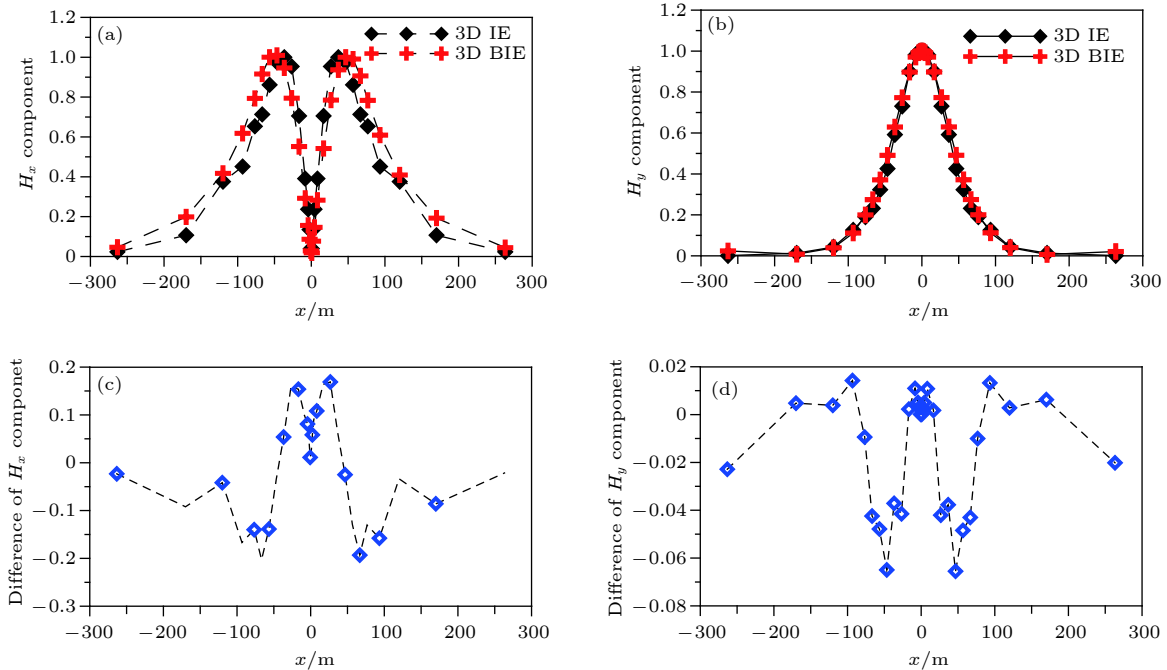 (a)
3D IE
3D BIE
1.2
1.0
0.8
0.6
0.4
0.2
0
Hx component
−300 −200 −100 0 100 200 300
x/m
(b)
3D IE
3D BIE
1.2
1.0
0.8
0.6
0.4
0.2
0
Hy component
−300 −200 −100 0 100 200 300
x/m
(c)
0.2
0.1
0
−0.1
−0.2
−0.3
Difference of Hx componet
−300 −200 −100 0 100 200 300
x/m
(d)
0.02
0
−0.02
−0.04
−0.06
−0.08
Difference of Hy component
−300 −200 −100 0 100 200 300
x/m